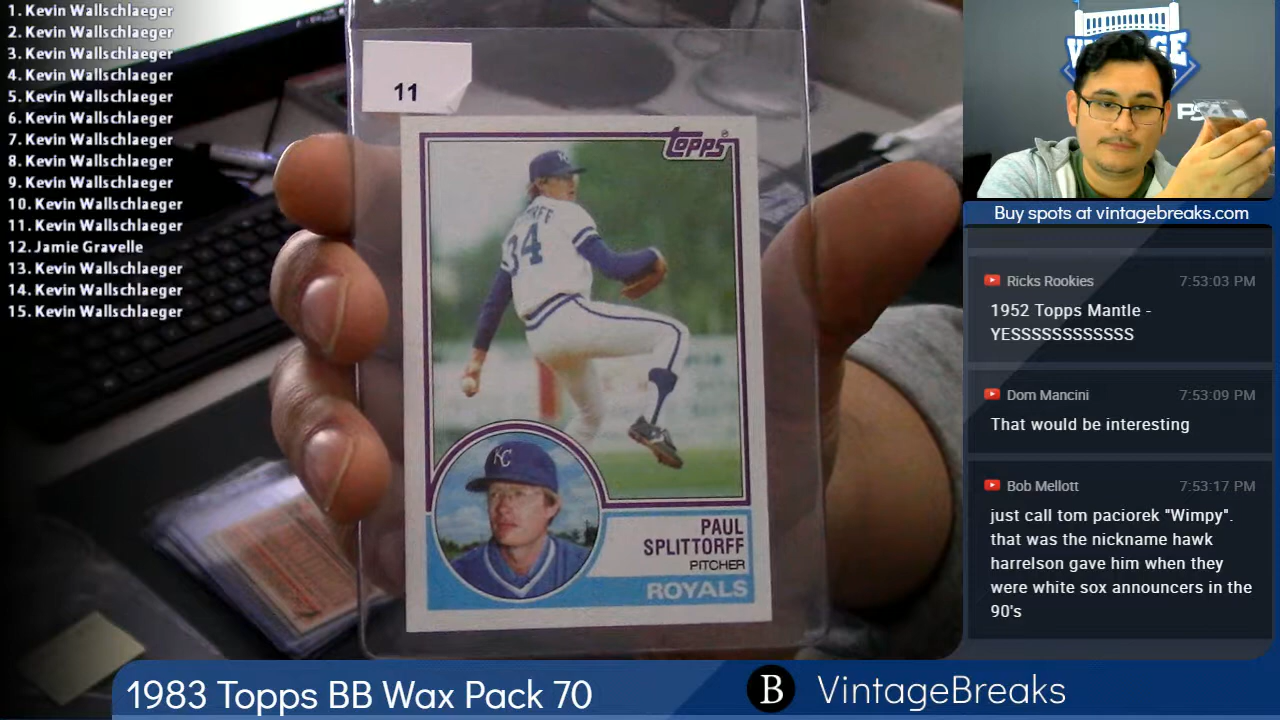 1. Kevin Wallschlaeger
2. Kevin Wallschlaeger
3. Kevin Wallschlaeger
4. Kevin Wallschlaeger
5. Kevin Wallschlaeger
6. Kevin Wallschlaeger
7. Kevin Wallschlaeger
8. Kevin Wallschlaeger
9. Kevin Wallschlaeger
10. Kevin Wallschlaeger
11. Kevin Wallschlaeger
12. Jamie Gravelle
13. Kevin Wallschlaeger
14. Kevin Wallschlaeger
15. Kevin Wallschlaeger
11
Topps®
34
KC
PAUL
SPLITTORFF
PITCHER
ROYALS
PSA
Buy spots at vintagebreaks.com
Ricks Rookies 7:53:03 PM
1952 Topps Mantle -
YESSSSSSSSSSSS
Dom Mancini 7:53:09 PM
That would be interesting
Bob Mellott 7:53:17 PM
just call tom paciorek "Wimpy".
that was the nickname hawk
harrelson gave him when they
were white sox announcers in the
90's
1983 Topps BB Wax Pack 70
B VintageBreaks